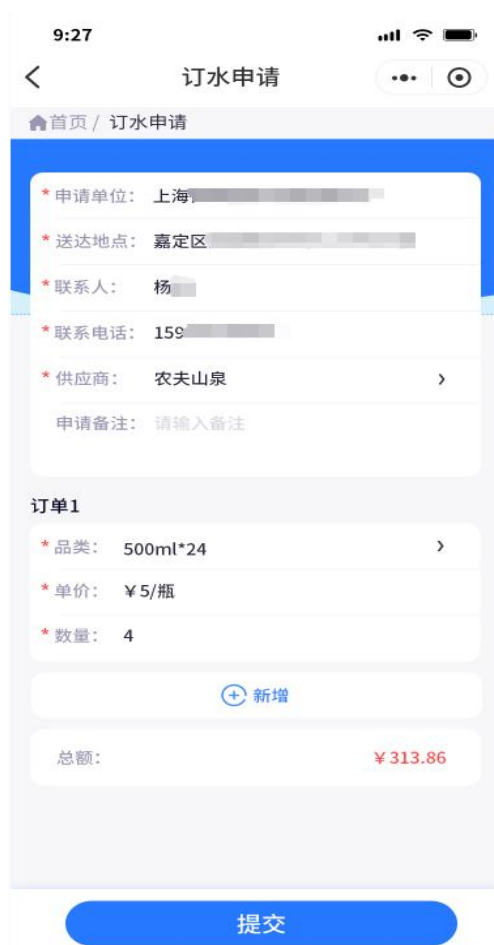 9:27
订水申请
首页 / 订水申请
* 申请单位： 上海
* 送达地点： 嘉定区
* 联系人： 杨
* 联系电话： 159
* 供应商： 农夫山泉
申请备注： 请输入备注
订单1
* 品类： 500ml*24
* 单价： ￥5/瓶
* 数量： 4
新增
总额： ￥313.86
提交